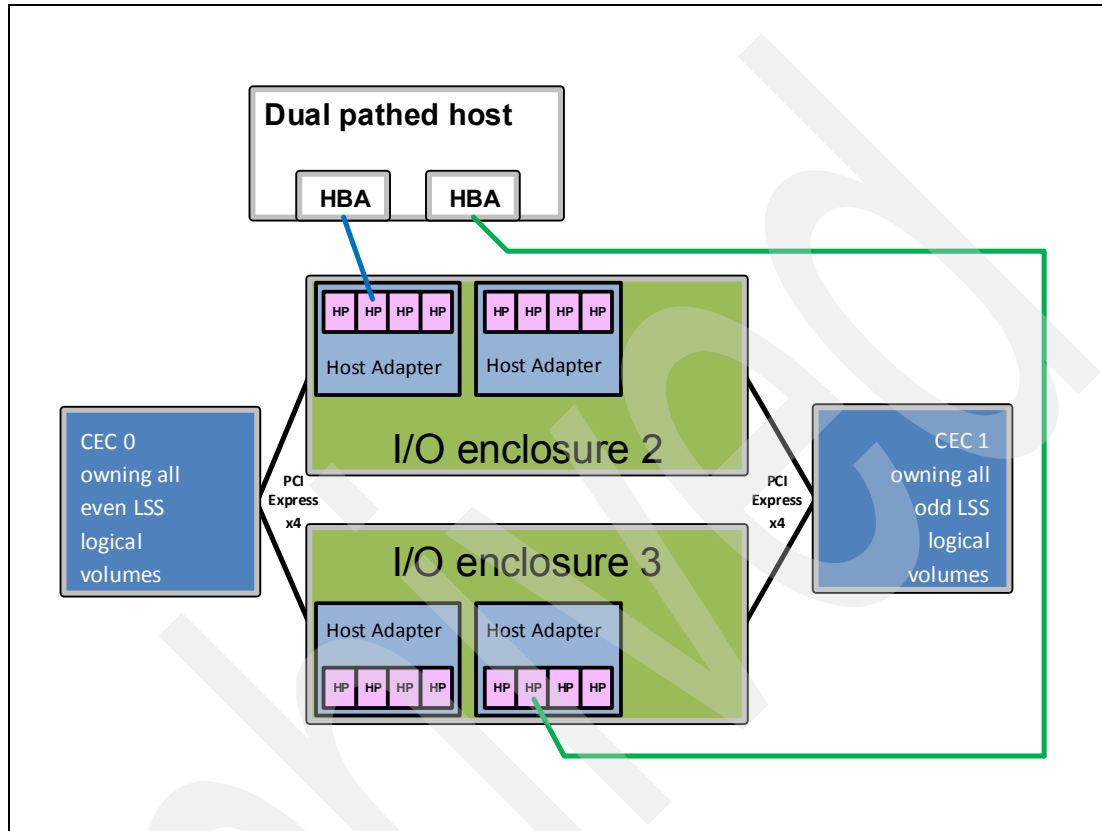 Dual pathed host
HBA HBA
HP HP HP HP HP HP HP HP
Host Adapter Host Adapter
I/O enclosure 2
CEC 0
owning all
even LSS
logical
volumes
PCI
Express
x4
PCI
Express
x4
CEC 1
owning all
odd LSS
logical
volumes
I/O enclosure 3
Host Adapter Host Adapter
HP HP HP HP HP HP HP HP